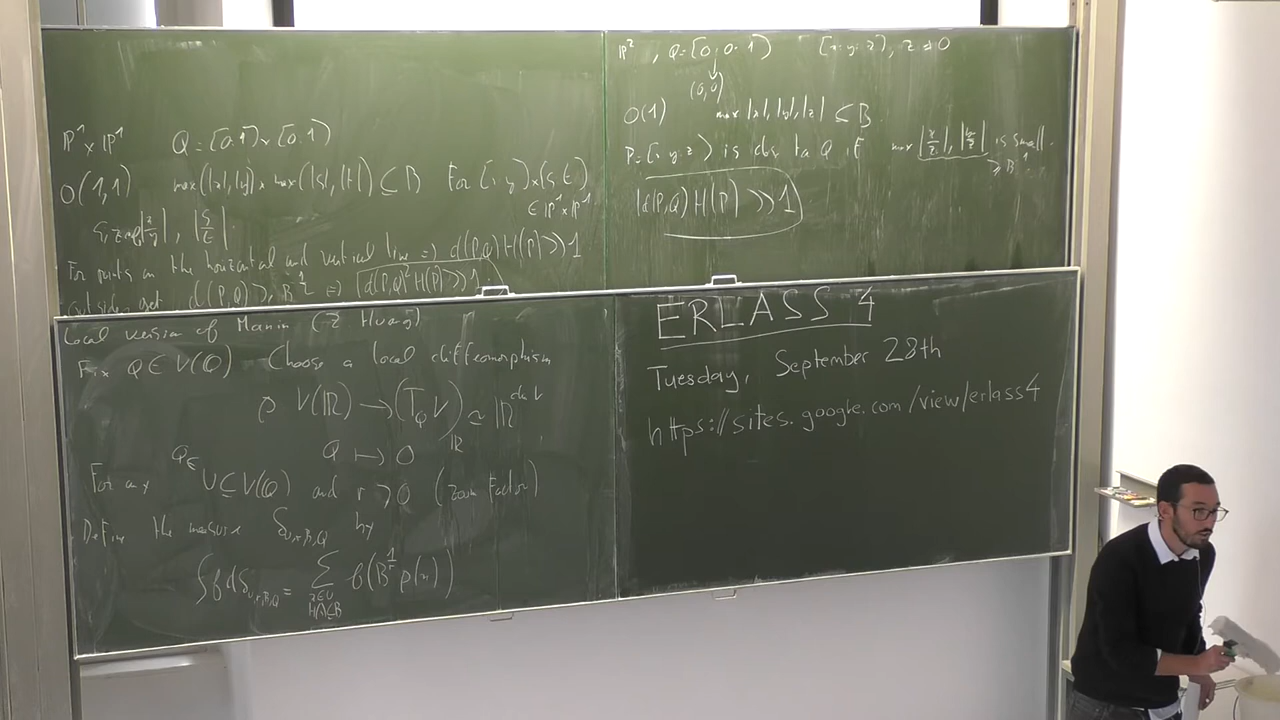 P¹×P¹ Q=[0:1]×[0:1]
O(1,1) max(|x|,|y|)×max(|s|,|t|) ⊆ B For [x:y]×[s:t]
∈ P¹×P¹
|x/y|, |s/t|
For points on the horizontal and vertical line ⇒ d(P,Q)H(P)>>1
outside, get d(P,Q) ≥ B^{-1/2} ⇒ d(P,Q)²H(P)>>1
P², Q=[0:0:1] [x:y:z], z≠0
↓
(0,0)
O(1) max |x|,|y|,|z| ≤ B
P=[x:y:z] is close to Q if max |x/z|,|y/z| is small.
≥ B⁻¹
d(P,Q)H(P)>>1
Local version of Manin (Z Huang)
Fix Q∈V(Q) Choose a local diffeomorphism
ρ V(R) → (T_Q V)_R ≃ R^{dim V}
Q ↦ 0
For any Q∈ U⊆V(Q) and r>0 (zoom factor)
Define the measure δ_{U,r,B,Q} by
∫f dδ_{U,r,B,Q} = Σ_{x∈U, H(x)≤B} f(B^{1/r} ρ(x))
ERLASS 4
Tuesday, September 28th
https://sites.google.com/view/erlass4